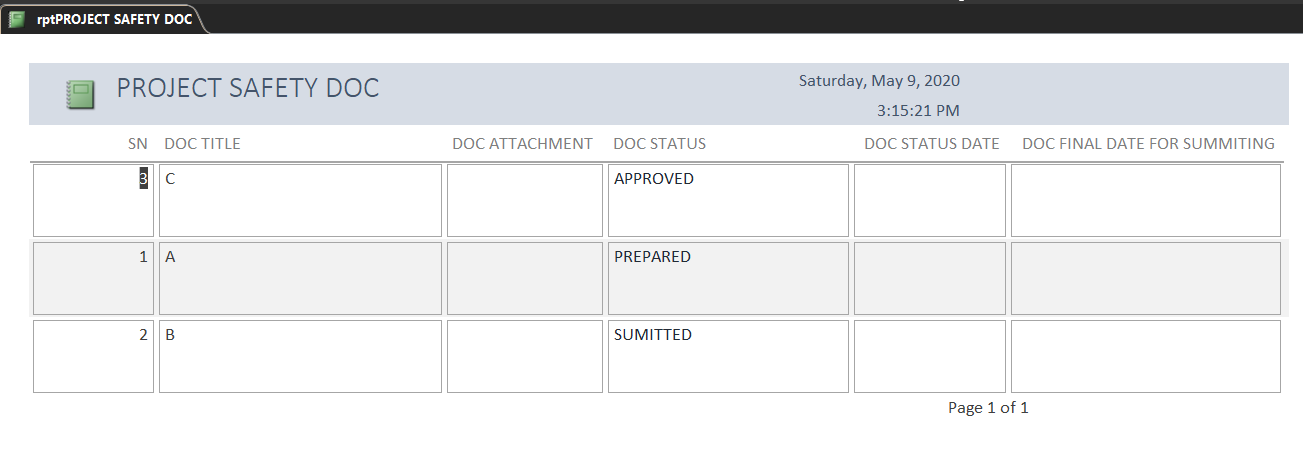 rptPROJECT SAFETY DOC
PROJECT SAFETY DOC
Saturday, May 9, 2020
3:15:21 PM
SN DOC TITLE DOC ATTACHMENT DOC STATUS DOC STATUS DATE DOC FINAL DATE FOR SUMMITING
3 C APPROVED
1 A PREPARED
2 B SUMITTED
Page 1 of 1